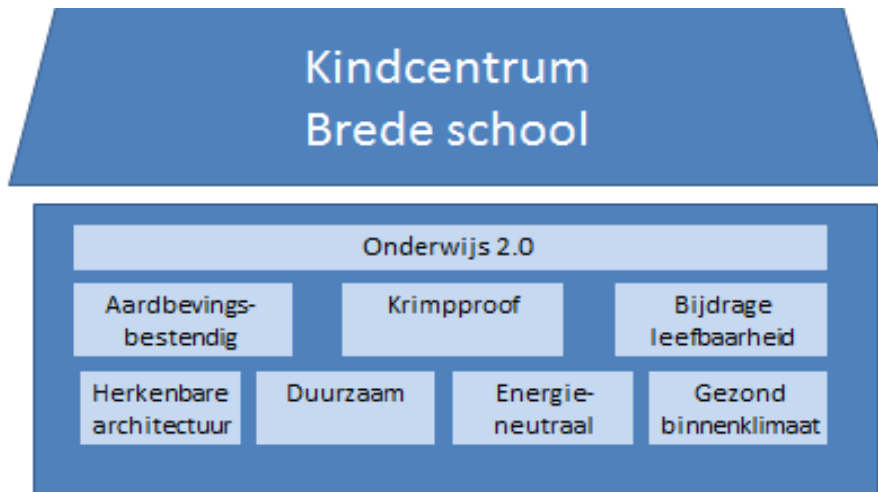 Kindcentrum
Brede school
Onderwijs 2.0
Aardbevings-
bestendig
Krimpproof
Bijdrage
leefbaarheid
Herkenbare
architectuur
Duurzaam
Energie-
neutraal
Gezond
binnenklimaat